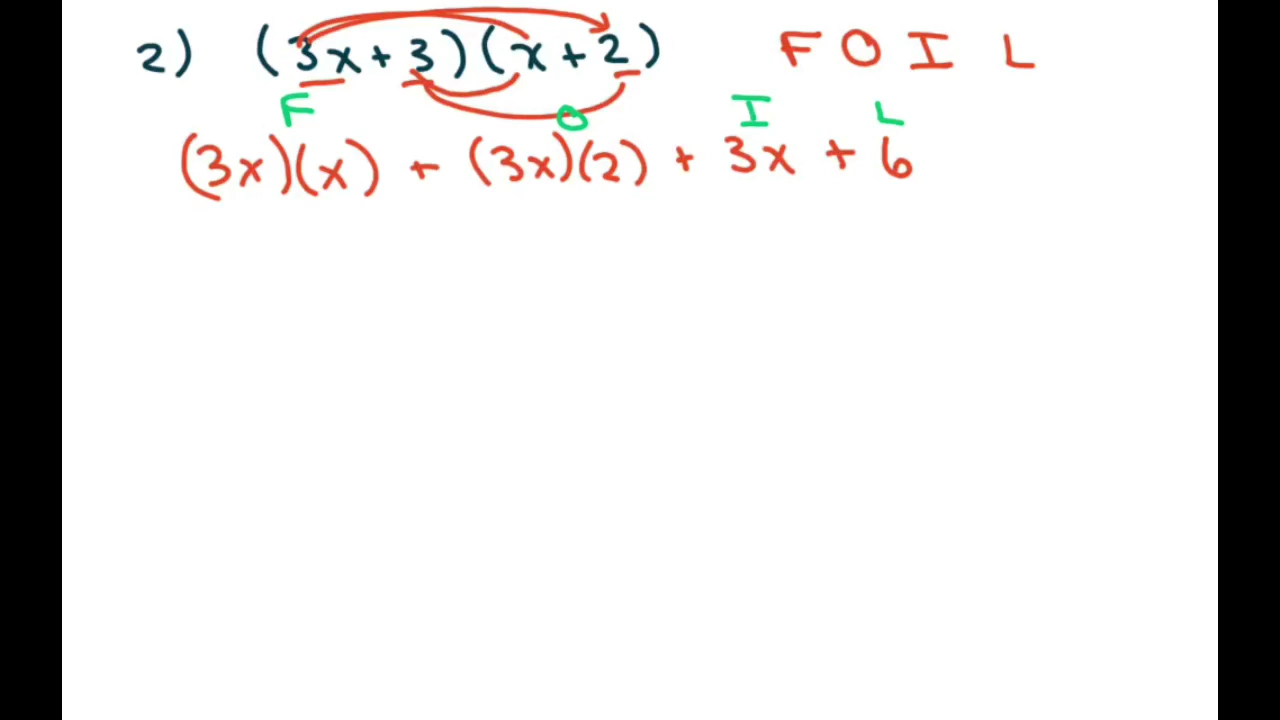 2) (3x + 3)(x + 2) F O I L
F O I L
(3x)(x) + (3x)(2) + 3x + 6